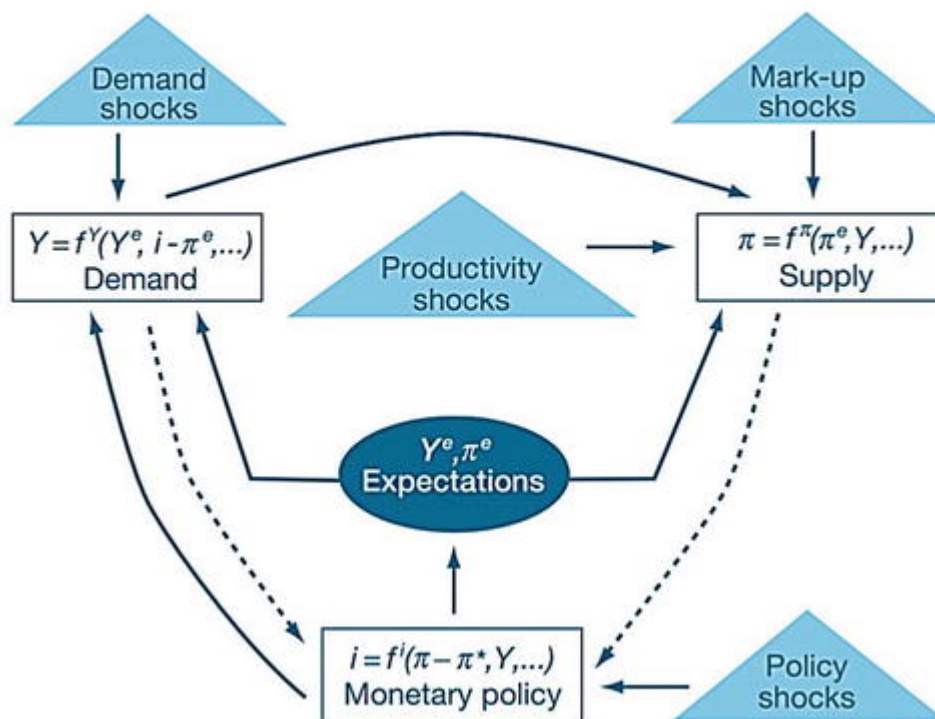 Demand
shocks
Mark-up
shocks
Y = f^Y(Y^e, i - π^e,...)
Demand
Productivity
shocks
π = f^π(π^e, Y,...)
Supply
Y^e, π^e
Expectations
i = f^i(π - π*, Y,...)
Monetary policy
Policy
shocks